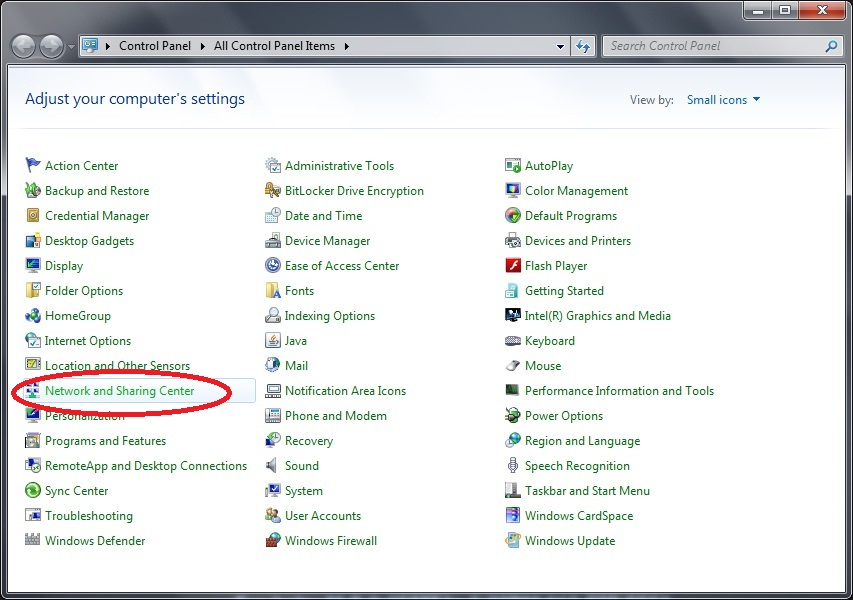 Control Panel All Control Panel Items
Search Control Panel
Adjust your computer's settings
View by: Small icons
Action Center
Administrative Tools
AutoPlay
Backup and Restore
BitLocker Drive Encryption
Color Management
Credential Manager
Date and Time
Default Programs
Desktop Gadgets
Device Manager
Devices and Printers
Display
Ease of Access Center
Flash Player
Folder Options
Fonts
Getting Started
HomeGroup
Indexing Options
Intel(R) Graphics and Media
Internet Options
Java
Keyboard
Location and Other Sensors
Mail
Mouse
Network and Sharing Center
Notification Area Icons
Performance Information and Tools
Personalization
Phone and Modem
Power Options
Programs and Features
Recovery
Region and Language
RemoteApp and Desktop Connections
Sound
Speech Recognition
Sync Center
System
Taskbar and Start Menu
Troubleshooting
User Accounts
Windows CardSpace
Windows Defender
Windows Firewall
Windows Update